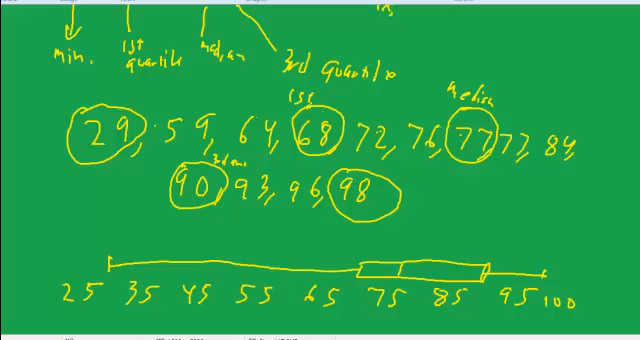 min. 1st quartile median 3rd quartile
1st median
29, 59, 64, 68 72, 76, 77, 77, 84,
90, 93, 96, 98
25 35 45 55 65 75 85 95 100